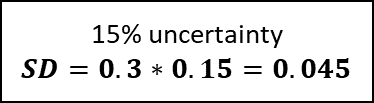 15% uncertainty
SD = 0.3 * 0.15 = 0.045